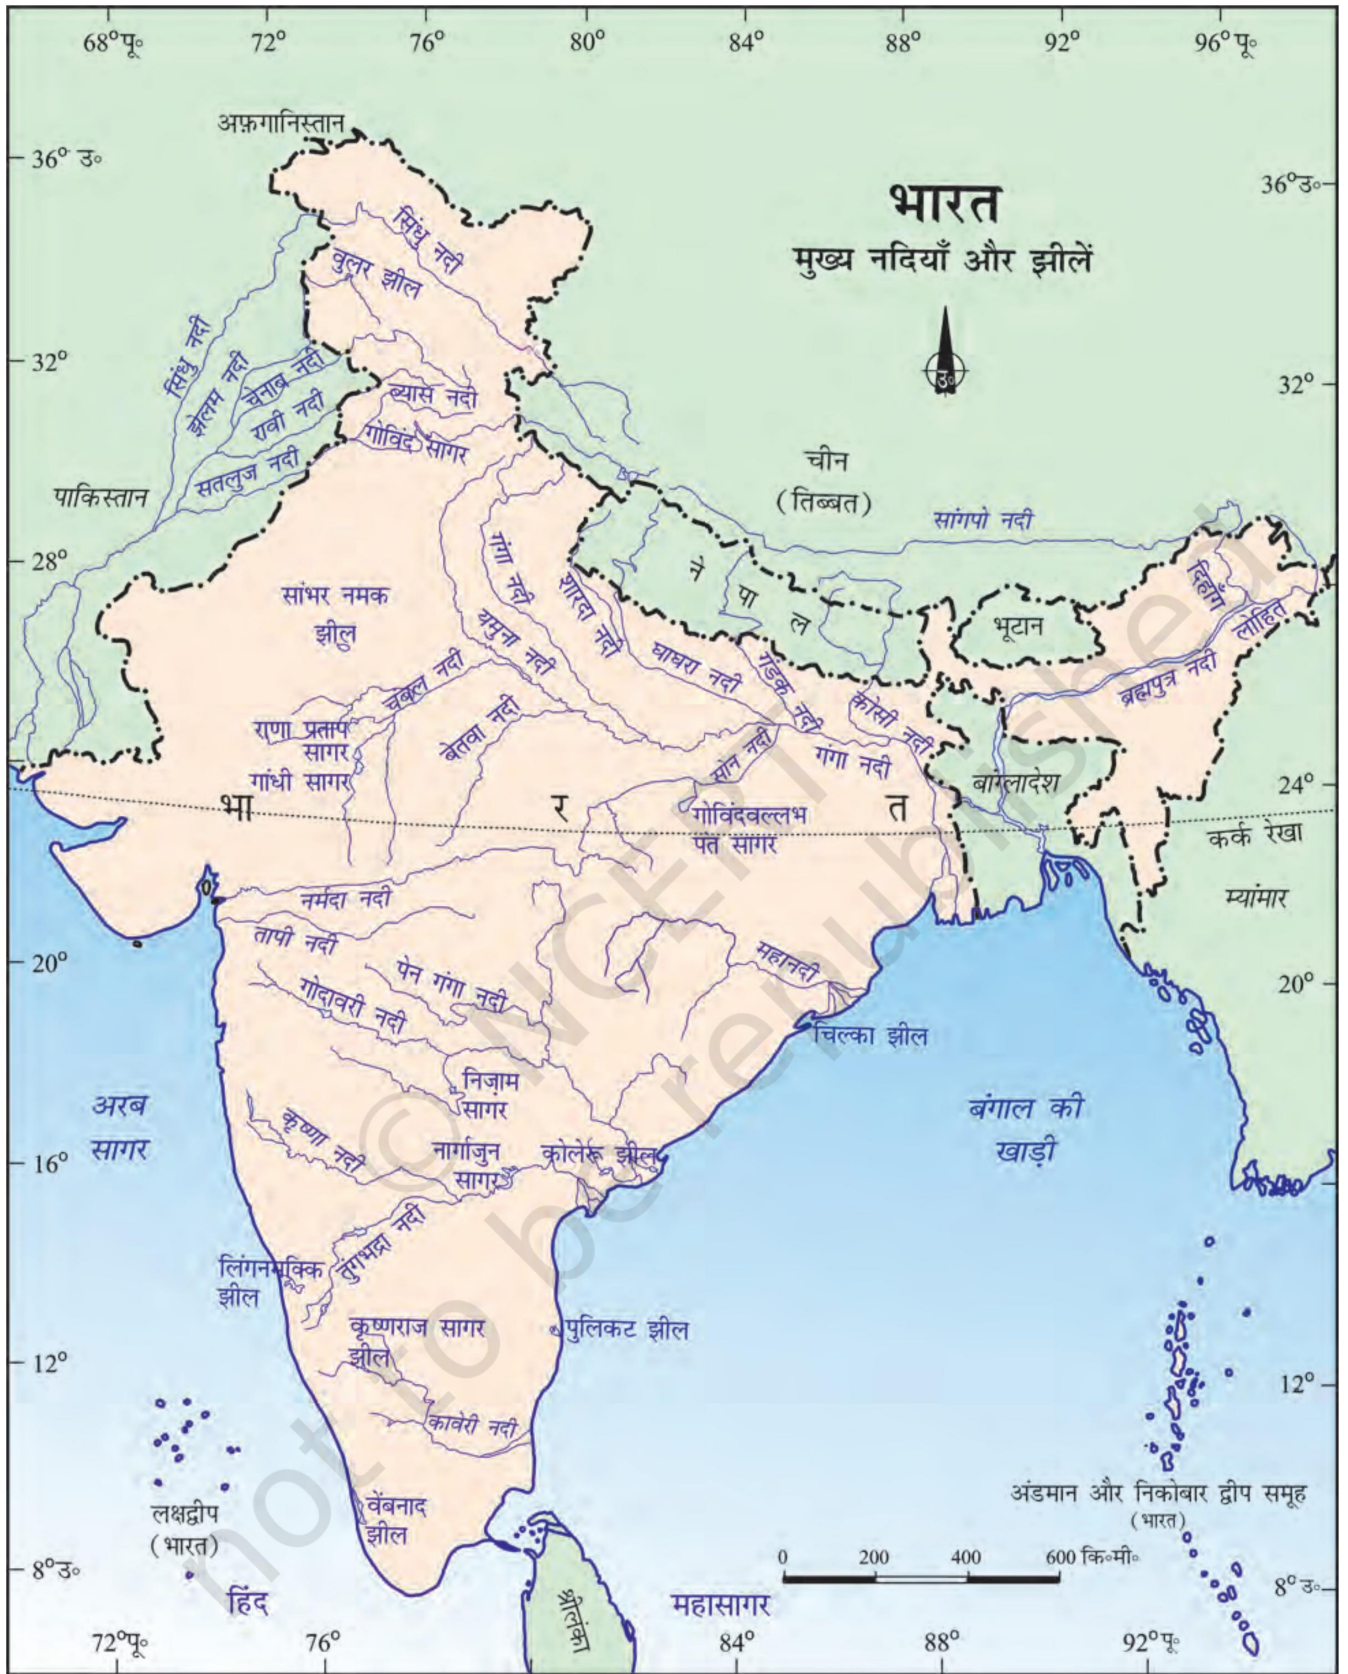 68°पू॰ 72° 76° 80° 84° 88° 92° 96°पू॰
अफ़गानिस्तान
36° उ॰
36°उ॰
भारत
मुख्य नदियाँ और झीलें
उ॰
सिंधु नदी
वुलर झील
सिंधु नदी
झेलम नदी
चेनाब नदी
रावी नदी
सतलुज नदी
ब्यास नदी
गोविंद सागर
32°
32°
पाकिस्तान
चीन
(तिब्बत)
सांगपो नदी
28°
नेपाल
भूटान
दिहाँग
लोहित
ब्रह्मपुत्र नदी
सांभर नमक
झील
गंगा नदी
यमुना नदी
शारदा नदी
घाघरा नदी
गंडक नदी
कोसी नदी
चंबल नदी
बेतवा नदी
सोन नदी
गंगा नदी
राणा प्रताप
सागर
गांधी सागर
बांग्लादेश
24°
भा र त
गोविंदवल्लभ
पंत सागर
कर्क रेखा
म्यांमार
नर्मदा नदी
तापी नदी
20°
20°
पेन गंगा नदी
गोदावरी नदी
महानदी
चिल्का झील
निज़ाम
सागर
अरब
सागर
बंगाल की
खाड़ी
कृष्णा नदी
नार्गाजुन
सागर
कोलेरू झील
16°
तुंगभद्रा नदी
लिंगनमक्कि
झील
कृष्णराज सागर
झील
पुलिकट झील
12°
12°
कावेरी नदी
वेंबनाद
झील
लक्षद्वीप
(भारत)
अंडमान और निकोबार द्वीप समूह
(भारत)
0 200 400 600 कि॰मी॰
8°उ॰
8°उ॰
हिंद महासागर
श्रीलंका
72°पू॰ 76° 84° 88° 92°पू॰
© NCERT
not to be republished